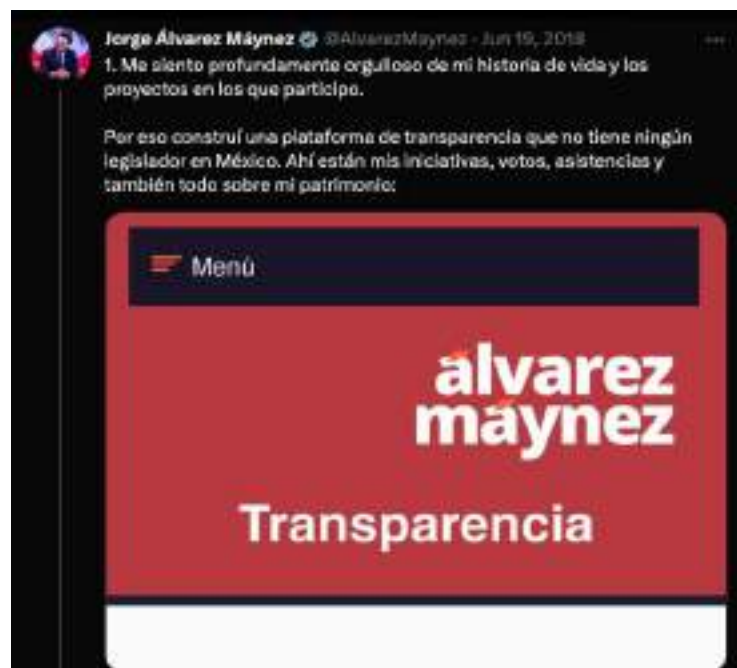 Jorge Álvarez Máynez @AlvarezMaynez · Jun 19, 2018
1. Me siento profundamente orgulloso de mi historia de vida y los
proyectos en los que participo.
Por eso construí una plataforma de transparencia que no tiene ningún
legislador en México. Ahí están mis iniciativas, votos, asistencias y
también todo sobre mi patrimonio:
Menú
álvarez
máynez
Transparencia